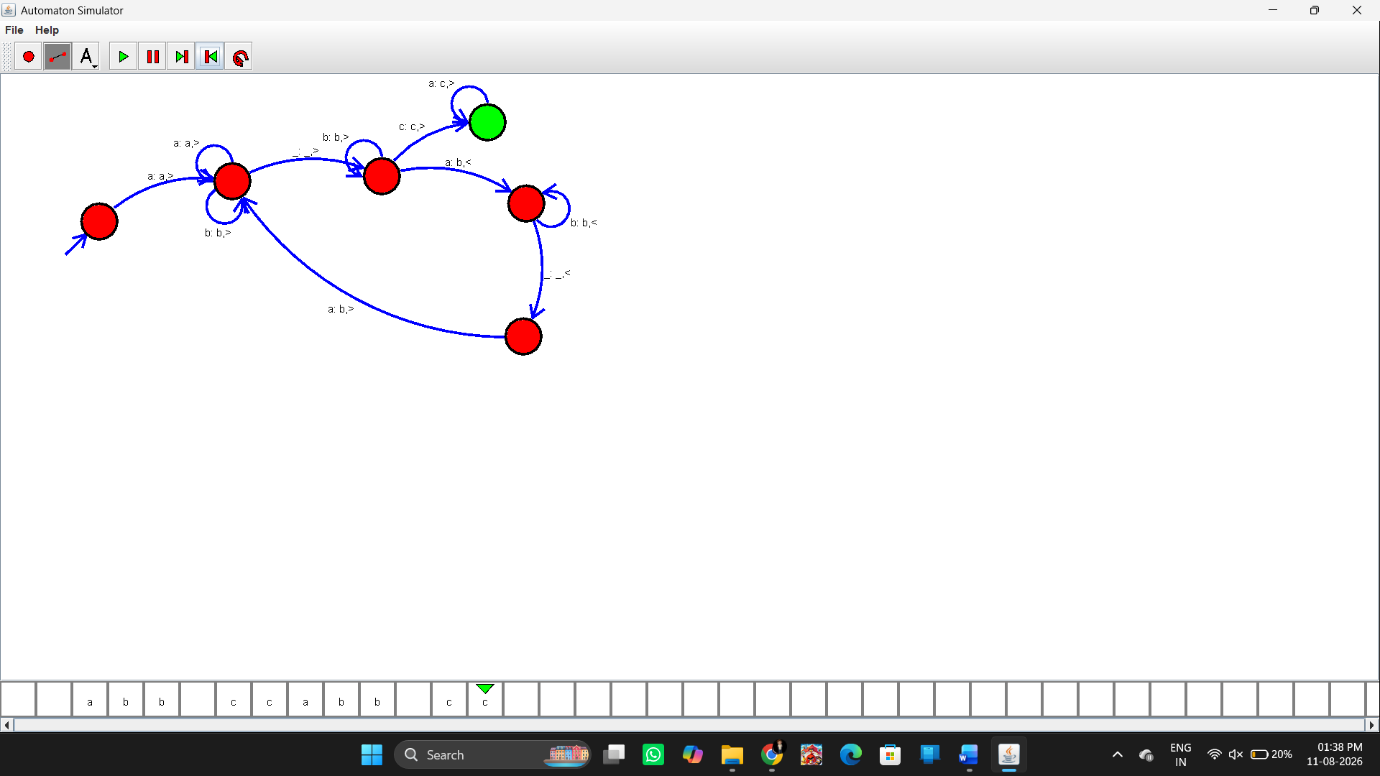 Automaton Simulator
File Help
A
a: c,>
c: c,>
b: b,>
a: a,>
_: _,>
a: b,<
a: a,>
b: b,<
b: b,>
_: _,<
a: b,>
a b b c c a b b c c
Search
ENG
IN
20%
01:38 PM
11-08-2026